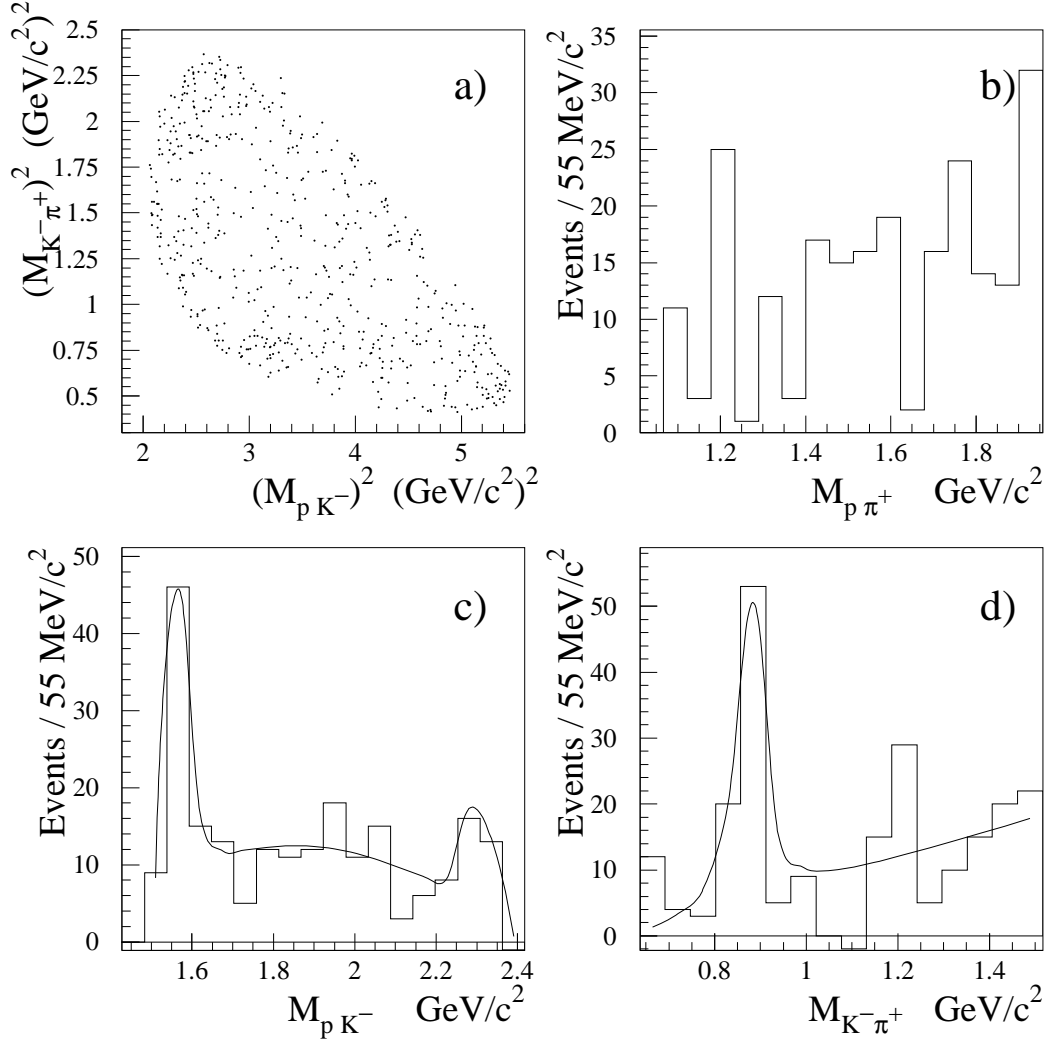 a)
(M_{K^-π^+})^2 (GeV/c^2)^2
2.5
2.25
2
1.75
1.5
1.25
1
0.75
0.5
2 3 4 5
(M_{p K^-})^2 (GeV/c^2)^2
b)
Events / 55 MeV/c^2
35
30
25
20
15
10
5
0
1.2 1.4 1.6 1.8
M_{p π^+} GeV/c^2
c)
Events / 55 MeV/c^2
50
40
30
20
10
0
1.6 1.8 2 2.2 2.4
M_{p K^-} GeV/c^2
d)
Events / 55 MeV/c^2
50
40
30
20
10
0
0.8 1 1.2 1.4
M_{K^-π^+} GeV/c^2